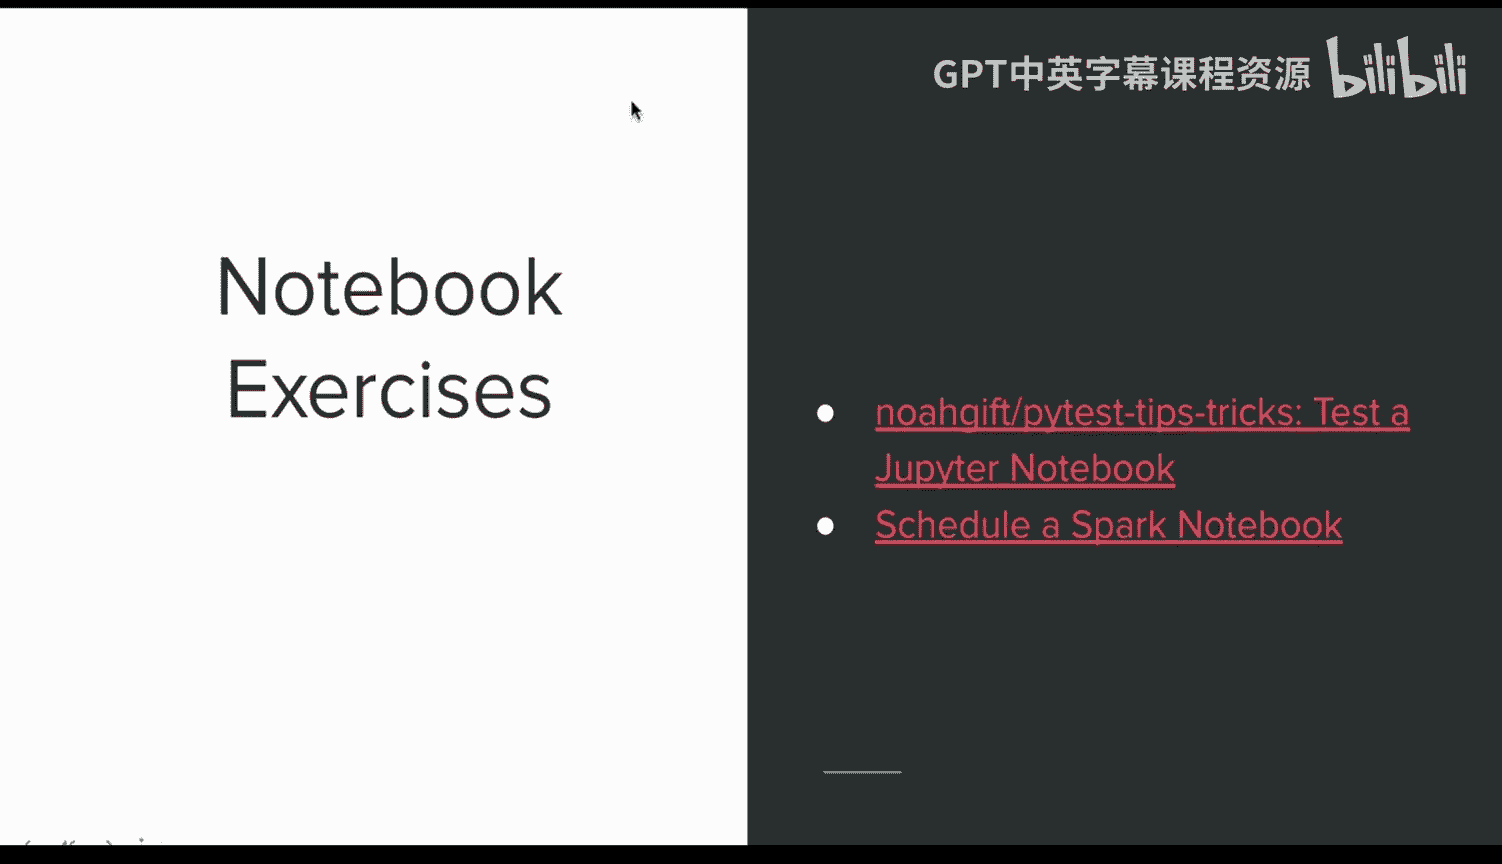 GPT中英字幕课程资源 bilibili
Notebook
Exercises
noahgift/pytest-tips-tricks: Test a
Jupyter Notebook
Schedule a Spark Notebook